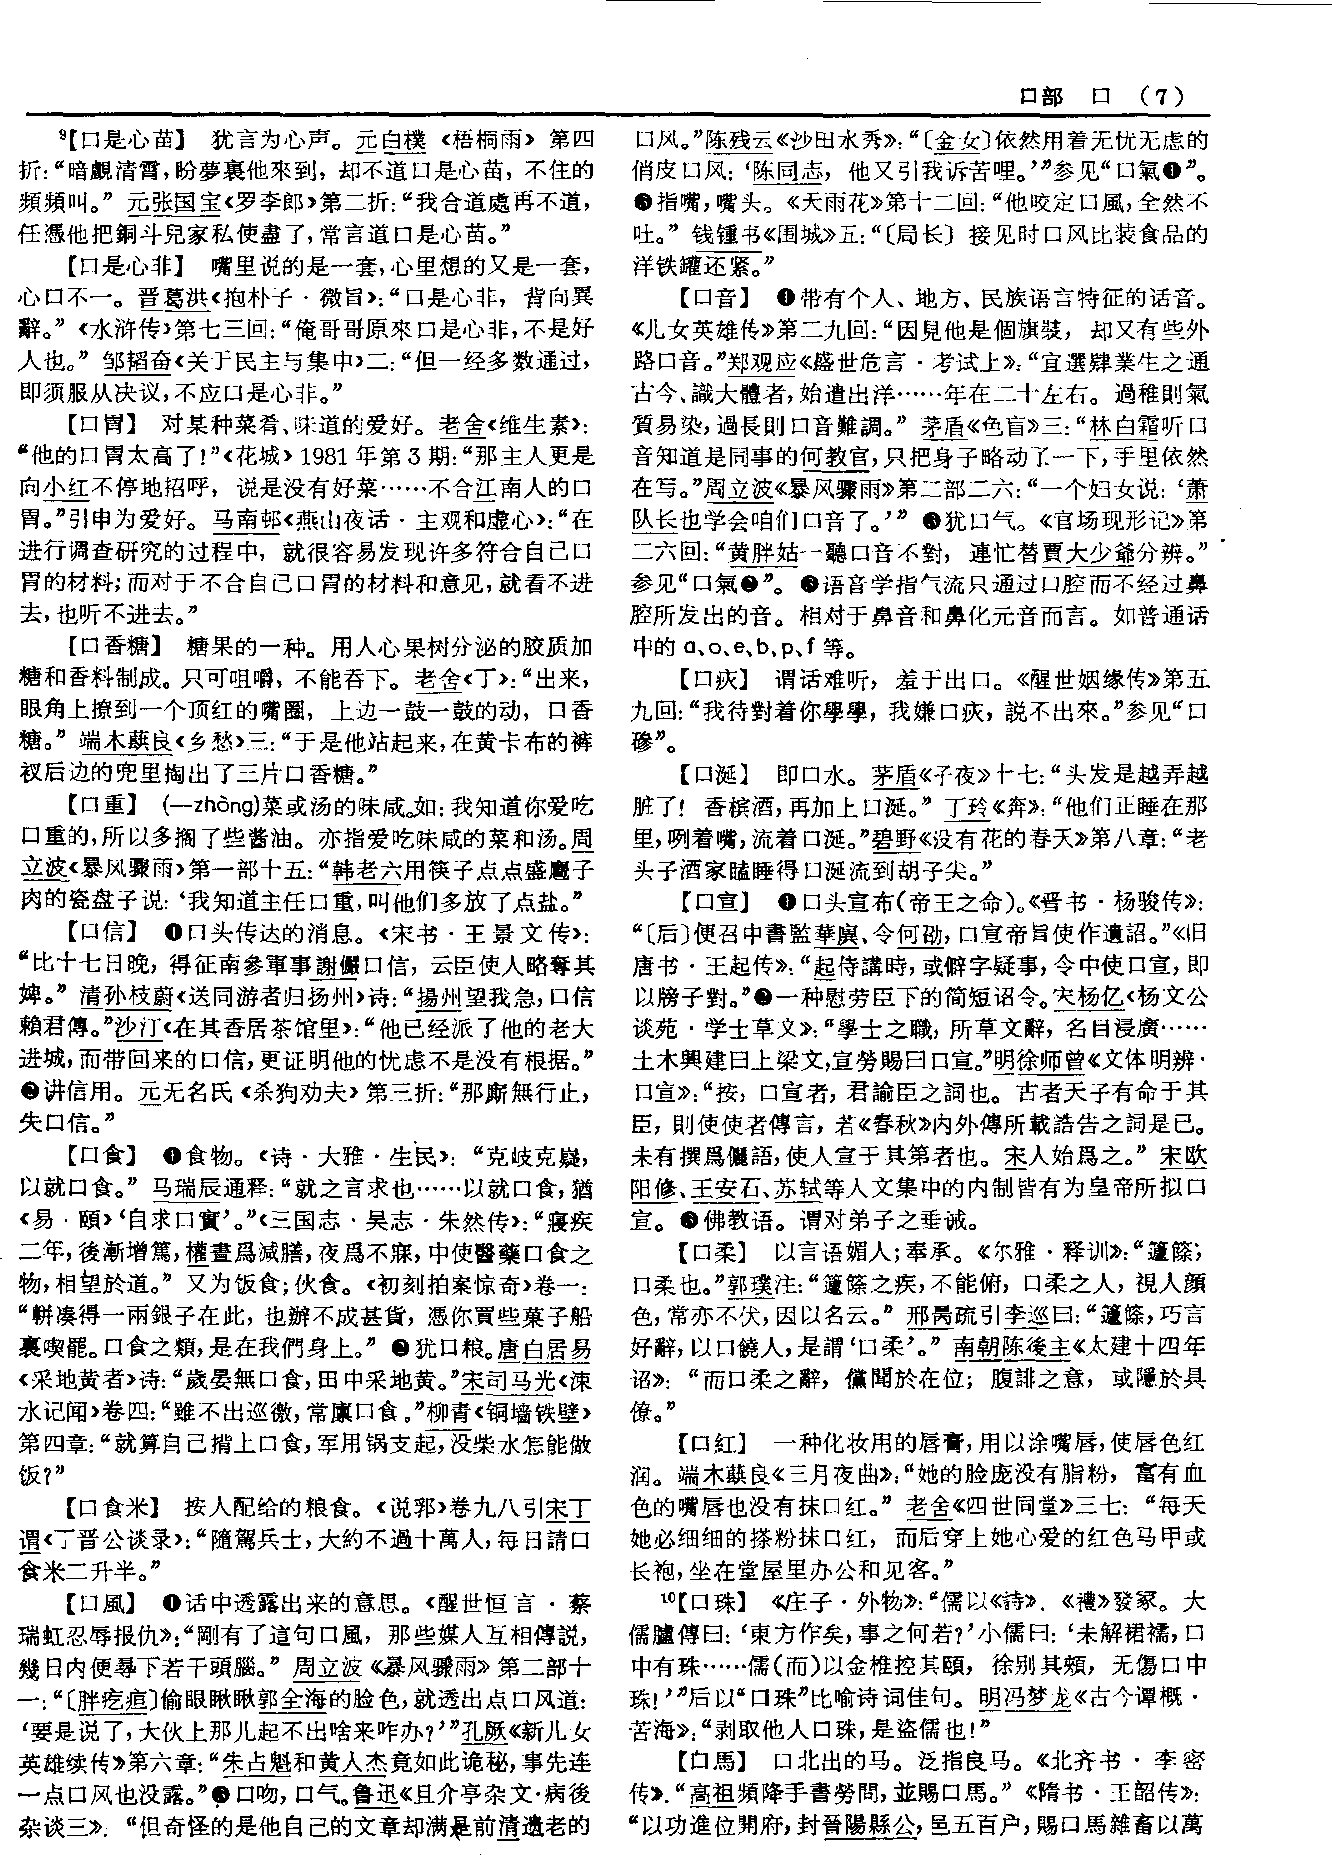 口部　口　（7）
⁹【口是心苗】　犹言为心声。元白樸《梧桐雨》第四
折：“暗觑清霄，盼夢裏他來到，却不道口是心苗，不住的
頻頻叫。”元张国宝《罗李郎》第二折：“我合道處再不道，
任憑他把銅斗兒家私使盡了，常言道口是心苗。”
【口是心非】　嘴里说的是一套，心里想的又是一套，
心口不一。晋葛洪《抱朴子·微旨》：“口是心非，背向異
辭。”《水浒传》第七三回：“俺哥哥原來口是心非，不是好
人也。”邹韬奋《关于民主与集中》二：“但一经多数通过，
即须服从决议，不应口是心非。”
【口胃】　对某种菜肴、味道的爱好。老舍《维生素》：
“他的口胃太高了！”《花城》1981年第3期：“那主人更是
向小红不停地招呼，说是没有好菜……不合江南人的口
胃。”引申为爱好。马南邨《燕山夜话·主观和虚心》：“在
进行调查研究的过程中，就很容易发现许多符合自己口
胃的材料；而对于不合自己口胃的材料和意见，就看不进
去，也听不进去。”
【口香糖】　糖果的一种。用人心果树分泌的胶质加
糖和香料制成。只可咀嚼，不能吞下。老舍《丁》：“出来，
眼角上撩到一个顶红的嘴圈，上边一鼓一鼓的动，口香
糖。”端木蕻良《乡愁》三：“于是他站起来，在黄卡布的裤
衩后边的兜里掏出了三片口香糖。”
【口重】　(—zhòng)菜或汤的味咸。如：我知道你爱吃
口重的，所以多搁了些酱油。亦指爱吃味咸的菜和汤。周
立波《暴风骤雨》第一部十五：“韩老六用筷子点点盛麕子
肉的瓷盘子说：‘我知道主任口重，叫他们多放了点盐。”
【口信】　❶口头传达的消息。《宋书·王景文传》：
“比十七日晚，得征南參軍事謝儼口信，云臣使人略奪其
婢。”清孙枝蔚《送同游者归扬州》诗：“揚州望我急，口信
賴君傳。”沙汀《在其香居茶馆里》：“他已经派了他的老大
进城，而带回来的口信，更证明他的忧虑不是没有根据。”
❷讲信用。元无名氏《杀狗劝夫》第三折：“那廝無行止，
失口信。”
【口食】　❶食物。《诗·大雅·生民》：“克岐克嶷，
以就口食。”马瑞辰通释：“就之言求也……以就口食，猶
《易·頤》‘自求口實’。”《三国志·吴志·朱然传》：“寢疾
二年，後漸增篤，權晝爲減膳，夜爲不寐，中使醫藥口食之
物，相望於道。”又为饭食；伙食。《初刻拍案惊奇》卷一：
“騈凑得一兩銀子在此，也辦不成甚貨，憑你買些菓子船
裏喫罷。口食之類，是在我們身上。”❷犹口粮。唐白居易
《采地黄者》诗：“歲晏無口食，田中采地黄。”宋司马光《涑
水记闻》卷四：“雖不出巡徼，常廪口食。”柳青《铜墙铁壁》
第四章：“就算自己揹上口食，军用锅支起，没柴水怎能做
饭？”
【口食米】　按人配给的粮食。《说郛》卷九八引宋丁
谓《丁晋公谈录》：“隨駕兵士，大約不過十萬人，每日請口
食米二升半。”
【口風】　❶话中透露出来的意思。《醒世恒言·蔡
瑞虹忍辱报仇》：“剛有了這句口風，那些媒人互相傳説，
幾日内便尋下若干頭腦。”周立波《暴风骤雨》第二部十
一：“〔胖疙疸〕偷眼瞅瞅郭全海的脸色，就透出点口风道：
‘要是说了，大伙上那儿起不出啥来咋办？’”孔厥《新儿女
英雄续传》第六章：“朱占魁和黄人杰竟如此诡秘，事先连
一点口风也没露。”❷口吻，口气。鲁迅《且介亭杂文·病後
杂谈三》：“但奇怪的是他自己的文章却满是前清遗老的
口风。”陈残云《沙田水秀》：“〔金女〕依然用着无忧无虑的
俏皮口风：‘陈同志，他又引我诉苦哩。’”参见“口氣❶”。
❸指嘴，嘴头。《天雨花》第十二回：“他咬定口風，全然不
吐。”钱锺书《围城》五：“〔局长〕接见时口风比装食品的
洋铁罐还紧。”
【口音】　❶带有个人、地方、民族语言特征的话音。
《儿女英雄传》第二九回：“因見他是個旗裝，却又有些外
路口音。”郑观应《盛世危言·考试上》：“宜選肄業生之通
古今、識大體者，始遣出洋……年在二十左右。過稚則氣
質易染，過長則口音難調。”茅盾《色盲》三：“林白霜听口
音知道是同事的何教官，只把身子略动了一下，手里依然
在写。”周立波《暴风骤雨》第二部二六：“一个妇女说：‘萧
队长也学会咱们口音了。’”❷犹口气。《官场现形记》第
二六回：“黄胖姑一聽口音不對，連忙替賈大少爺分辨。”
参见“口氣❷”。❸语音学指气流只通过口腔而不经过鼻
腔所发出的音。相对于鼻音和鼻化元音而言。如普通话
中的a、o、e、b、p、f等。
【口疢】　谓话难听，羞于出口。《醒世姻缘传》第五
九回：“我待對着你學學，我嫌口疢，説不出來。”参见“口
磣”。
【口涎】　即口水。茅盾《子夜》十七：“头发是越弄越
脏了！香槟酒，再加上口涎。”丁玲《奔》：“他们正睡在那
里，咧着嘴，流着口涎。”碧野《没有花的春天》第八章：“老
头子酒家瞌睡得口涎流到胡子尖。”
【口宣】　❶口头宣布（帝王之命）。《晋书·杨骏传》：
“〔后〕便召中書監華廙、令何劭，口宣帝旨使作遺詔。”《旧
唐书·王起传》：“起侍講時，或僻字疑事，令中使口宣，即
以牓子對。”❷一种慰劳臣下的简短诏令。宋杨亿《杨文公
谈苑·学士草文》：“學士之職，所草文辭，名目浸廣……
土木興建曰上梁文，宣勞賜曰口宣。”明徐师曾《文体明辨·
口宣》：“按，口宣者，君諭臣之詞也。古者天子有命于其
臣，則使使者傳言，若《春秋》内外傳所載誥告之詞是已。
未有撰爲儷語，使人宣于其第者也。宋人始爲之。”宋欧
阳修、王安石、苏轼等人文集中的内制皆有为皇帝所拟口
宣。❸佛教语。谓对弟子之垂诫。
【口柔】　以言语媚人；奉承。《尔雅·释训》：“籧篨，
口柔也。”郭璞注：“籧篨之疾，不能俯，口柔之人，視人顔
色，常亦不伏，因以名云。”邢昺疏引李巡曰：“籧篨，巧言
好辭，以口饒人，是謂‘口柔’。”南朝陈後主《太建十四年
诏》：“而口柔之辭，儻聞於在位；腹誹之意，或隱於具
僚。”
【口紅】　一种化妆用的唇膏，用以涂嘴唇，使唇色红
润。端木蕻良《三月夜曲》：“她的脸庞没有脂粉，富有血
色的嘴唇也没有抹口红。”老舍《四世同堂》三七：“每天
她必细细的搽粉抹口红，而后穿上她心爱的红色马甲或
长袍，坐在堂屋里办公和见客。”
¹⁰【口珠】　《庄子·外物》：“儒以《詩》、《禮》發冢。大
儒臚傳曰：‘東方作矣，事之何若？’小儒曰：‘未解裙襦，口
中有珠……儒（而）以金椎控其頤，徐别其頰，无傷口中
珠！’”后以“口珠”比喻诗词佳句。明冯梦龙《古今谭概·
苦海》：“剥取他人口珠，是盗儒也！”
【口馬】　口北出的马。泛指良马。《北齐书·李密
传》：“高祖頻降手書勞問，並賜口馬。”《隋书·王韶传》：
“以功進位開府，封晉陽縣公，邑五百户，賜口馬雜畜以萬